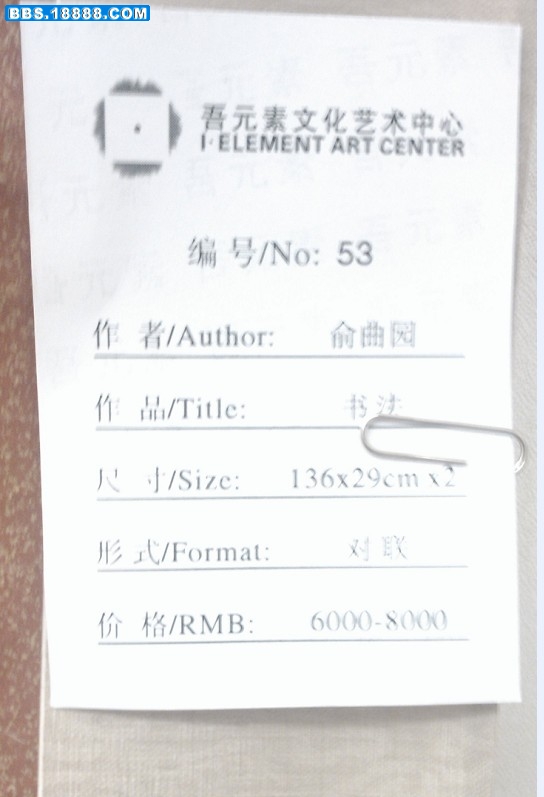 BBS.18888.COM
吾元素文化艺术中心
I·ELEMENT ART CENTER
编 号/No: 53
作 者/Author: 俞曲园
作 品/Title: 书法
尺 寸/Size: 136x29cm x2
形 式/Format: 对联
价 格/RMB: 6000-8000